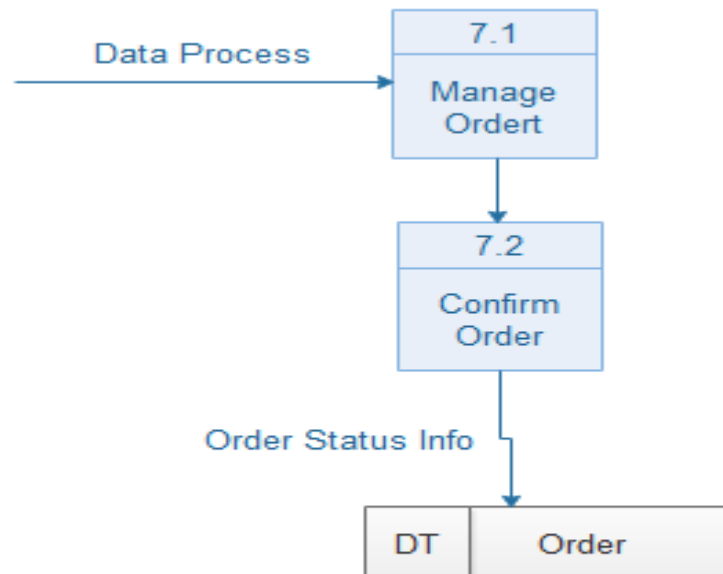 7.1
Data Process
Manage
Ordert
7.2
Confirm
Order
Order Status Info
DT
Order